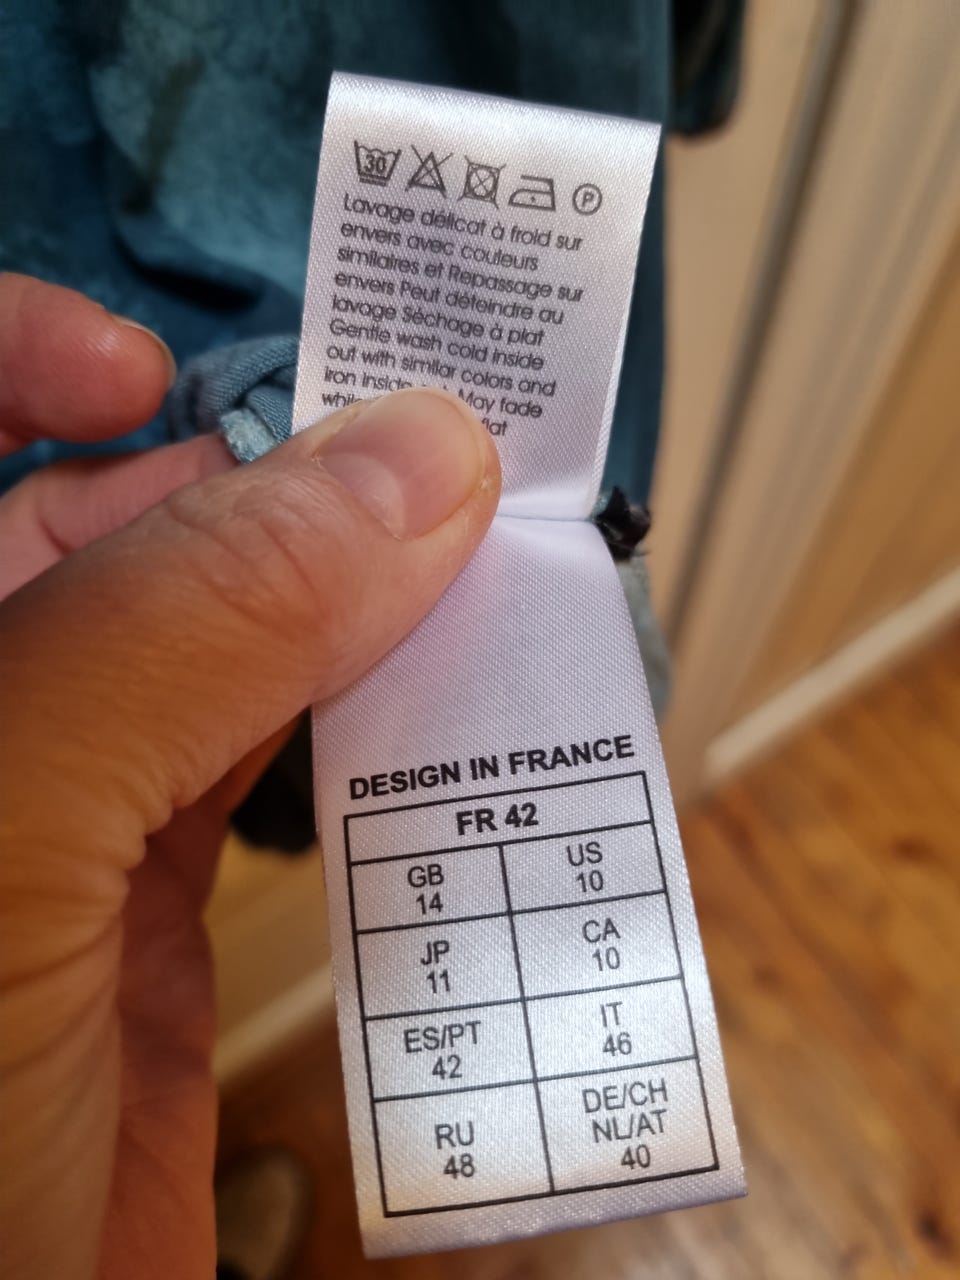 30
P
Lavage délicat à froid sur
envers avec couleurs
similaires et Repassage sur
envers Peut déteindre au
lavage Séchage à plat
Gentle wash cold inside
out with similar colors and
Iron inside May fade
flat
DESIGN IN FRANCE
FR 42
GB
14
US
10
JP
11
CA
10
ES/PT
42
IT
46
RU
48
DE/CH
NL/AT
40